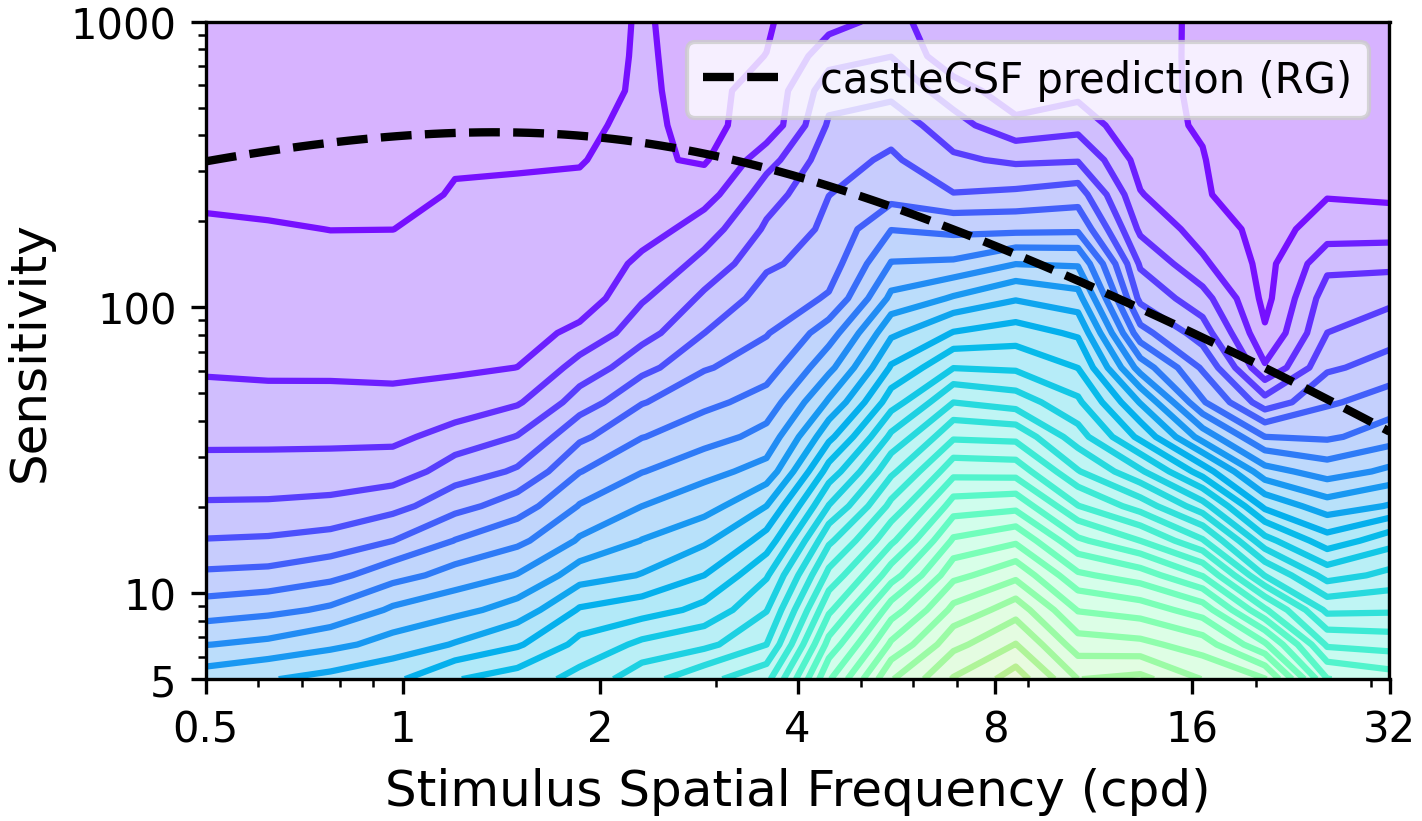 1000
100
10
5
Sensitivity
castleCSF prediction (RG)
0.5 1 2 4 8 16 32
Stimulus Spatial Frequency (cpd)